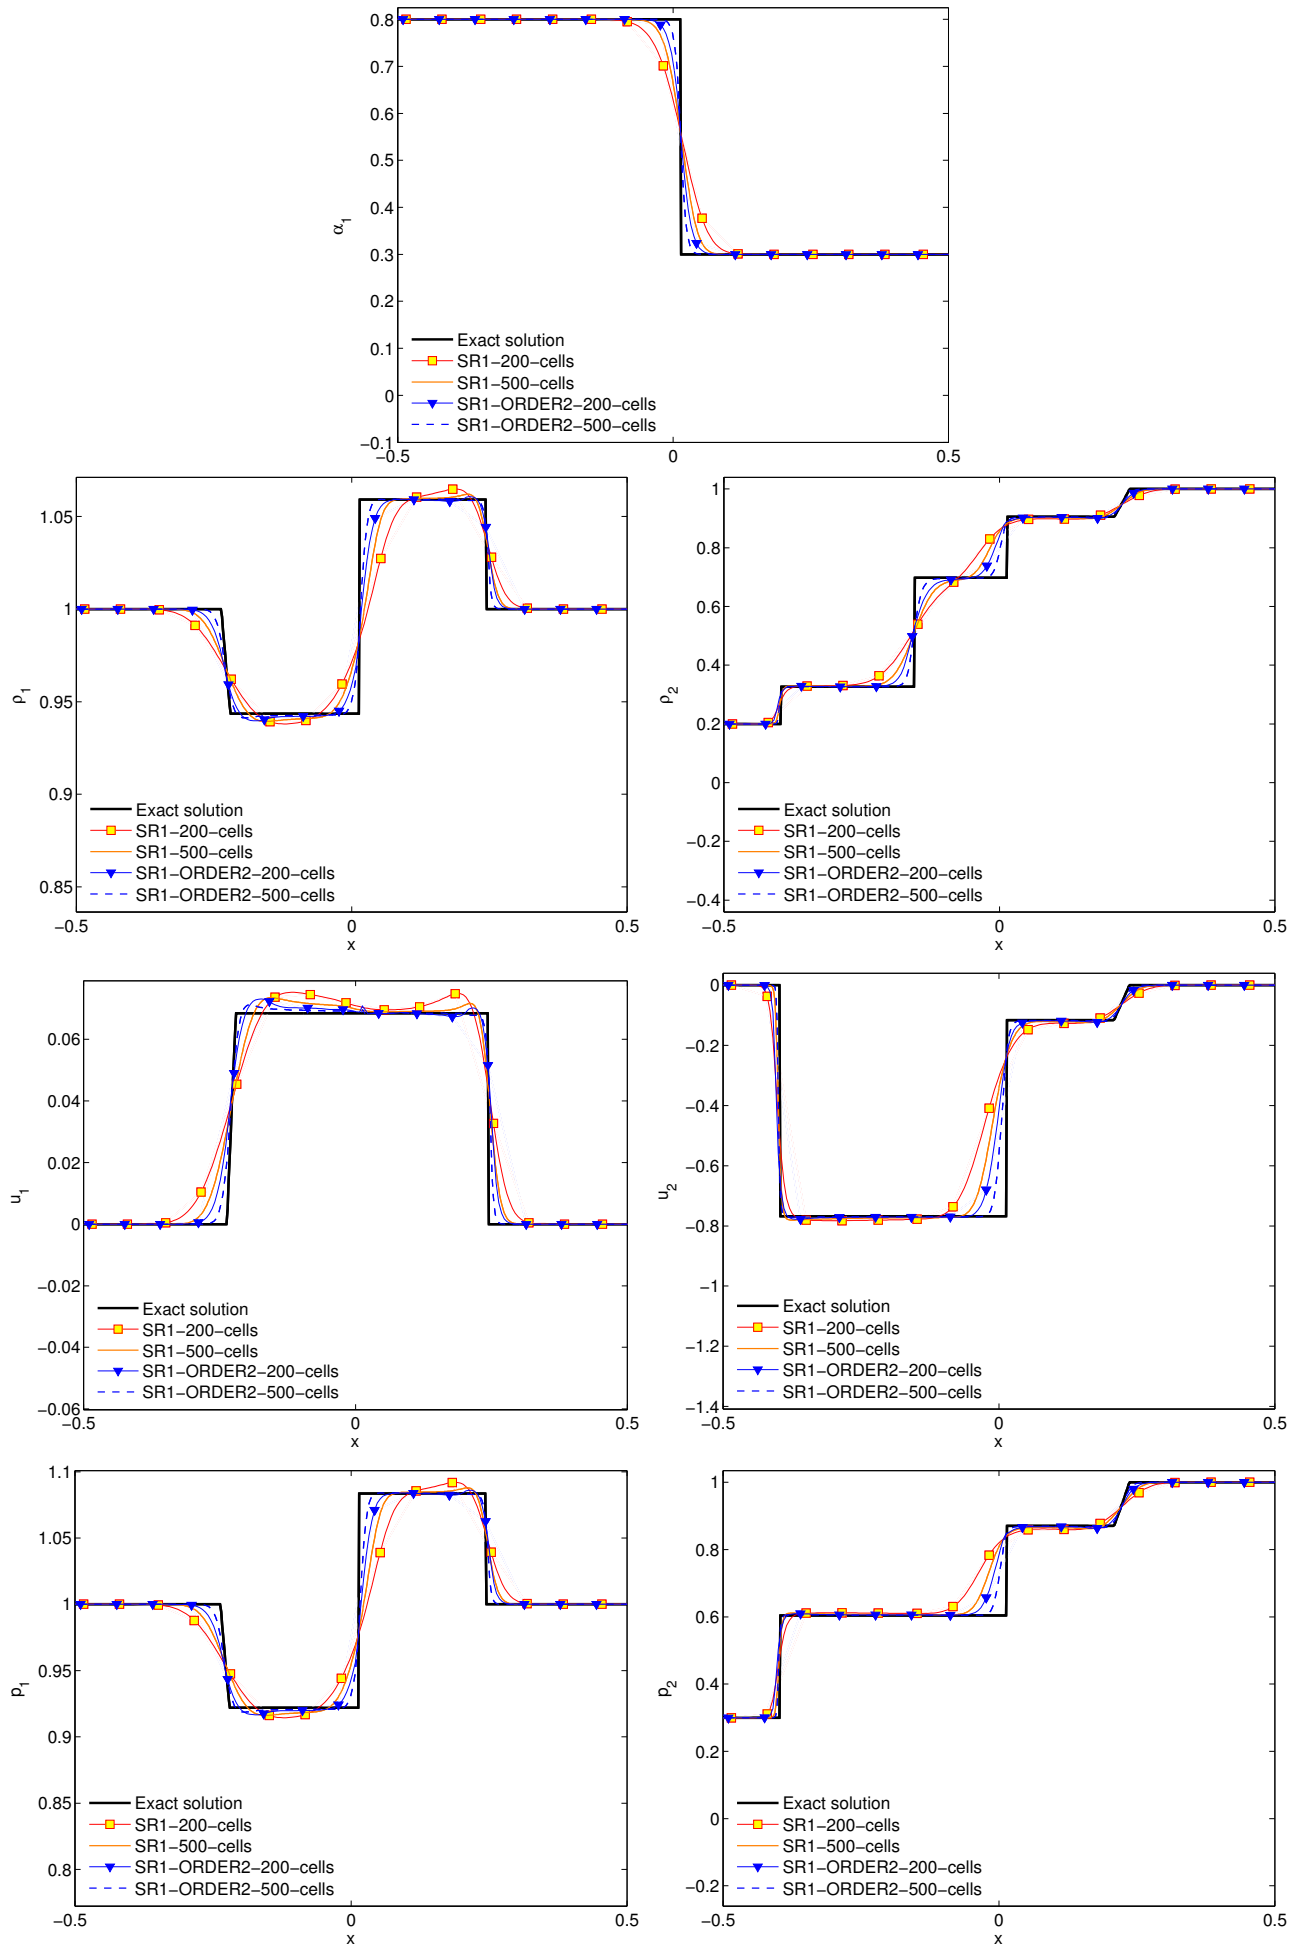 0.8
0.7
0.6
0.5
0.4
0.3
0.2
0.1
0
−0.1
α1
Exact solution
SR1−200−cells
SR1−500−cells
SR1−ORDER2−200−cells
SR1−ORDER2−500−cells
−0.5 0 0.5
1.05
1
0.95
0.9
0.85
ρ1
Exact solution
SR1−200−cells
SR1−500−cells
SR1−ORDER2−200−cells
SR1−ORDER2−500−cells
−0.5 0 0.5
x
1
0.8
0.6
0.4
0.2
0
−0.2
−0.4
ρ2
Exact solution
SR1−200−cells
SR1−500−cells
SR1−ORDER2−200−cells
SR1−ORDER2−500−cells
−0.5 0 0.5
x
0.06
0.04
0.02
0
−0.02
−0.04
−0.06
u1
Exact solution
SR1−200−cells
SR1−500−cells
SR1−ORDER2−200−cells
SR1−ORDER2−500−cells
−0.5 0 0.5
x
0
−0.2
−0.4
−0.6
−0.8
−1
−1.2
−1.4
u2
Exact solution
SR1−200−cells
SR1−500−cells
SR1−ORDER2−200−cells
SR1−ORDER2−500−cells
−0.5 0 0.5
x
1.1
1.05
1
0.95
0.9
0.85
0.8
p1
Exact solution
SR1−200−cells
SR1−500−cells
SR1−ORDER2−200−cells
SR1−ORDER2−500−cells
−0.5 0 0.5
x
1
0.8
0.6
0.4
0.2
0
−0.2
p2
Exact solution
SR1−200−cells
SR1−500−cells
SR1−ORDER2−200−cells
SR1−ORDER2−500−cells
−0.5 0 0.5
x